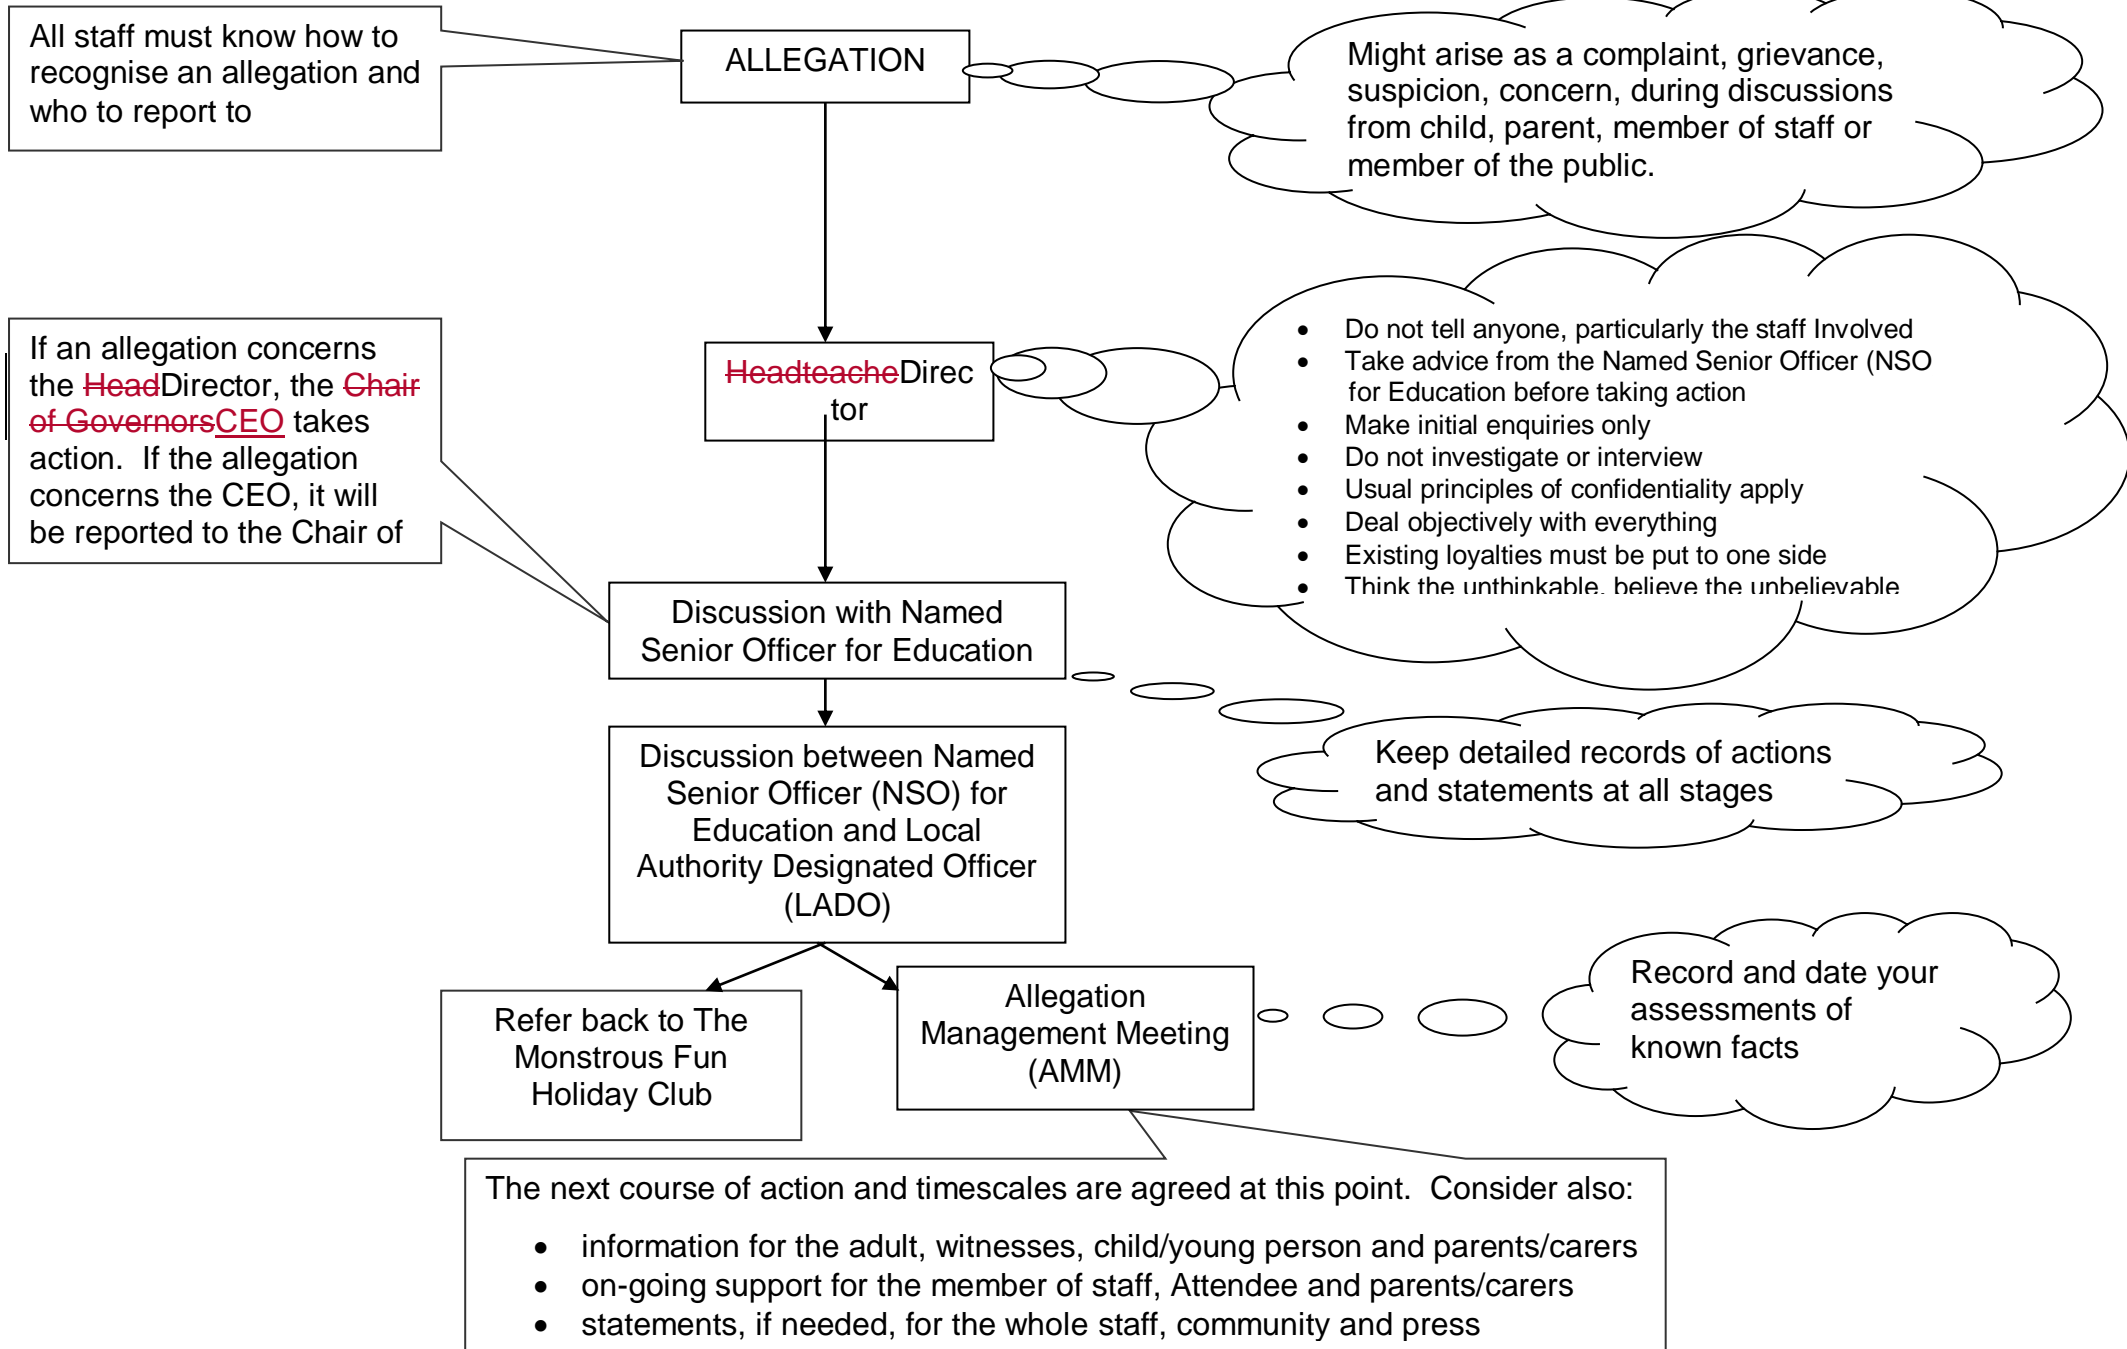 All staff must know how to
recognise an allegation and
who to report to
ALLEGATION
Might arise as a complaint, grievance,
suspicion, concern, during discussions
from child, parent, member of staff or
member of the public.
If an allegation concerns
the HeadDirector, the Chair
of GovernorsCEO takes
action.  If the allegation
concerns the CEO, it will
be reported to the Chair of
HeadteacheDirec
tor
• Do not tell anyone, particularly the staff Involved
• Take advice from the Named Senior Officer (NSO
for Education before taking action
• Make initial enquiries only
• Do not investigate or interview
• Usual principles of confidentiality apply
• Deal objectively with everything
• Existing loyalties must be put to one side
• Think the unthinkable, believe the unbelievable
Discussion with Named
Senior Officer for Education
Keep detailed records of actions
and statements at all stages
Discussion between Named
Senior Officer (NSO) for
Education and Local
Authority Designated Officer
(LADO)
Refer back to The
Monstrous Fun
Holiday Club
Allegation
Management Meeting
(AMM)
Record and date your
assessments of
known facts
The next course of action and timescales are agreed at this point.  Consider also:
• information for the adult, witnesses, child/young person and parents/carers
• on-going support for the member of staff, Attendee and parents/carers
• statements, if needed, for the whole staff, community and press